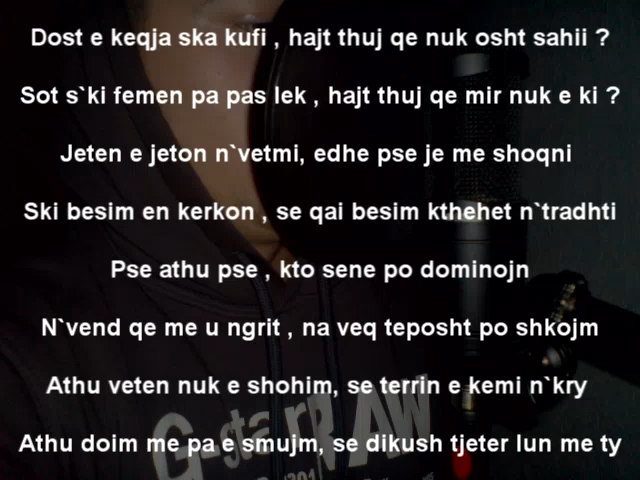 Dost e keqja ska kufi , hajt thuj qe nuk osht sahii ?
Sot s`ki femen pa pas lek , hajt thuj qe mir nuk e ki ?
Jeten e jeton n`vetmi, edhe pse je me shoqni
Ski besim en kerkon , se qai besim kthehet n`tradhti
Pse athu pse , kto sene po dominojn
N`vend qe me u ngrit , na veq teposht po shkojm
Athu veten nuk e shohim, se terrin e kemi n`kry
Athu doim me pa e smujm, se dikush tjeter lun me ty
G-star RAW